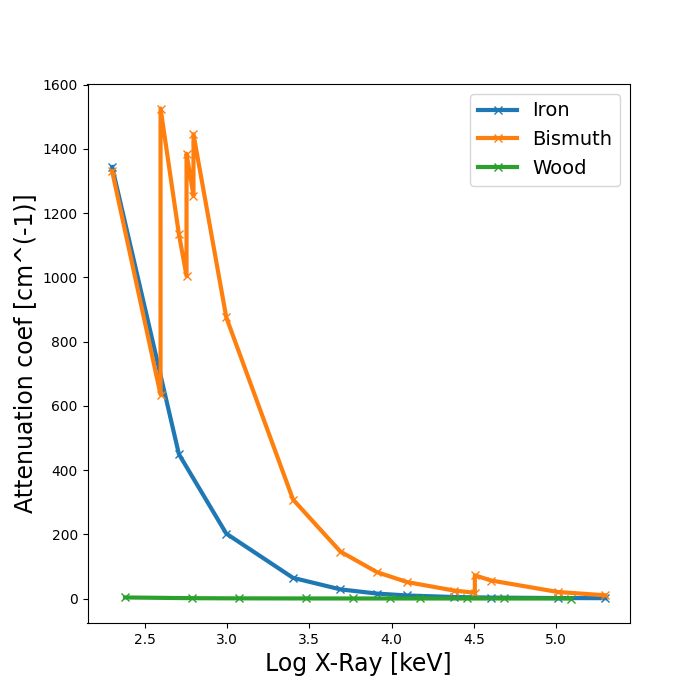 Iron
Bismuth
Wood
1600
1400
1200
1000
800
600
400
200
0
Attenuation coef [cm^(-1)]
2.5 3.0 3.5 4.0 4.5 5.0
Log X-Ray [keV]